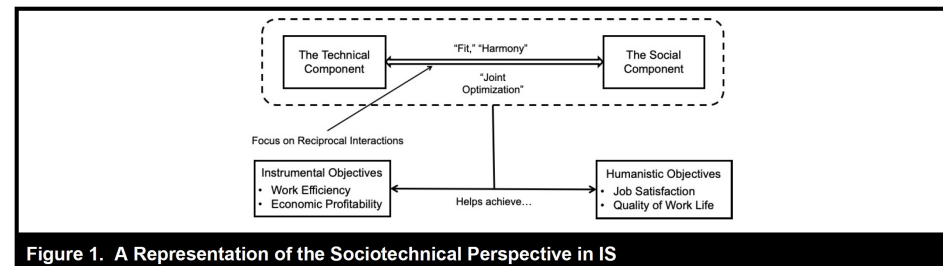 The Technical
Component
"Fit," "Harmony"
"Joint
Optimization"
The Social
Component
Focus on Reciprocal Interactions
Instrumental Objectives
• Work Efficiency
• Economic Profitability
Helps achieve…
Humanistic Objectives
• Job Satisfaction
• Quality of Work Life
Figure 1. A Representation of the Sociotechnical Perspective in IS